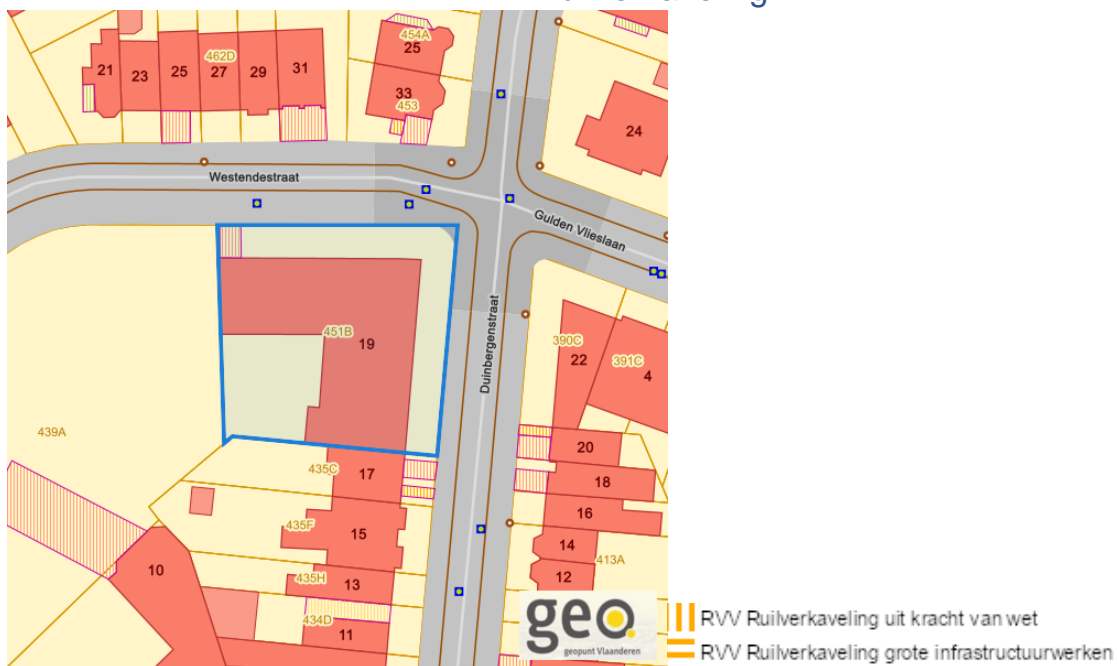 454A
25
462D
21
23
25
27
29
31
33
453
24
Westendestraat
Gulden Vlieslaan
Duinbergenstraat
451B
19
390C
22
391C
4
439A
20
435C
17
18
16
435F
15
14
413A
10
435H
13
12
434D
11
geo
geopunt Vlaanderen
RVV Ruilverkaveling uit kracht van wet
RVV Ruilverkaveling grote infrastructuurwerken